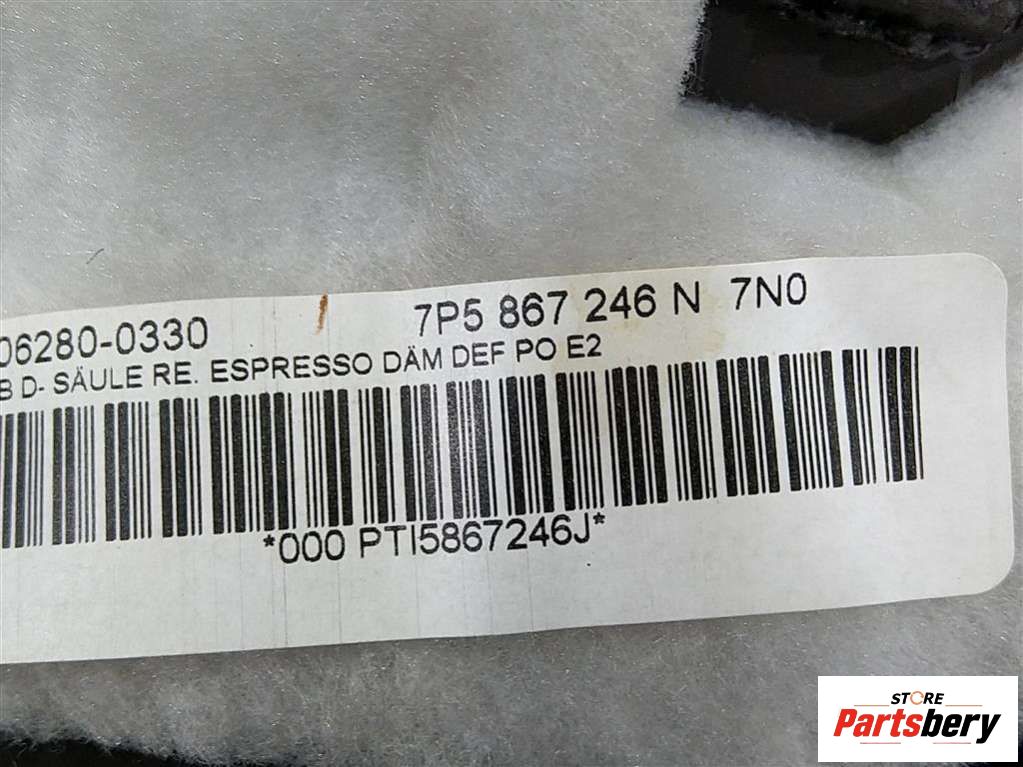 06280-0330 7P5 867 246 N 7N0
B D- SÄULE RE. ESPRESSO DÄM DEF PO E2
*000 PTI5867246J*
STORE
Partsbery